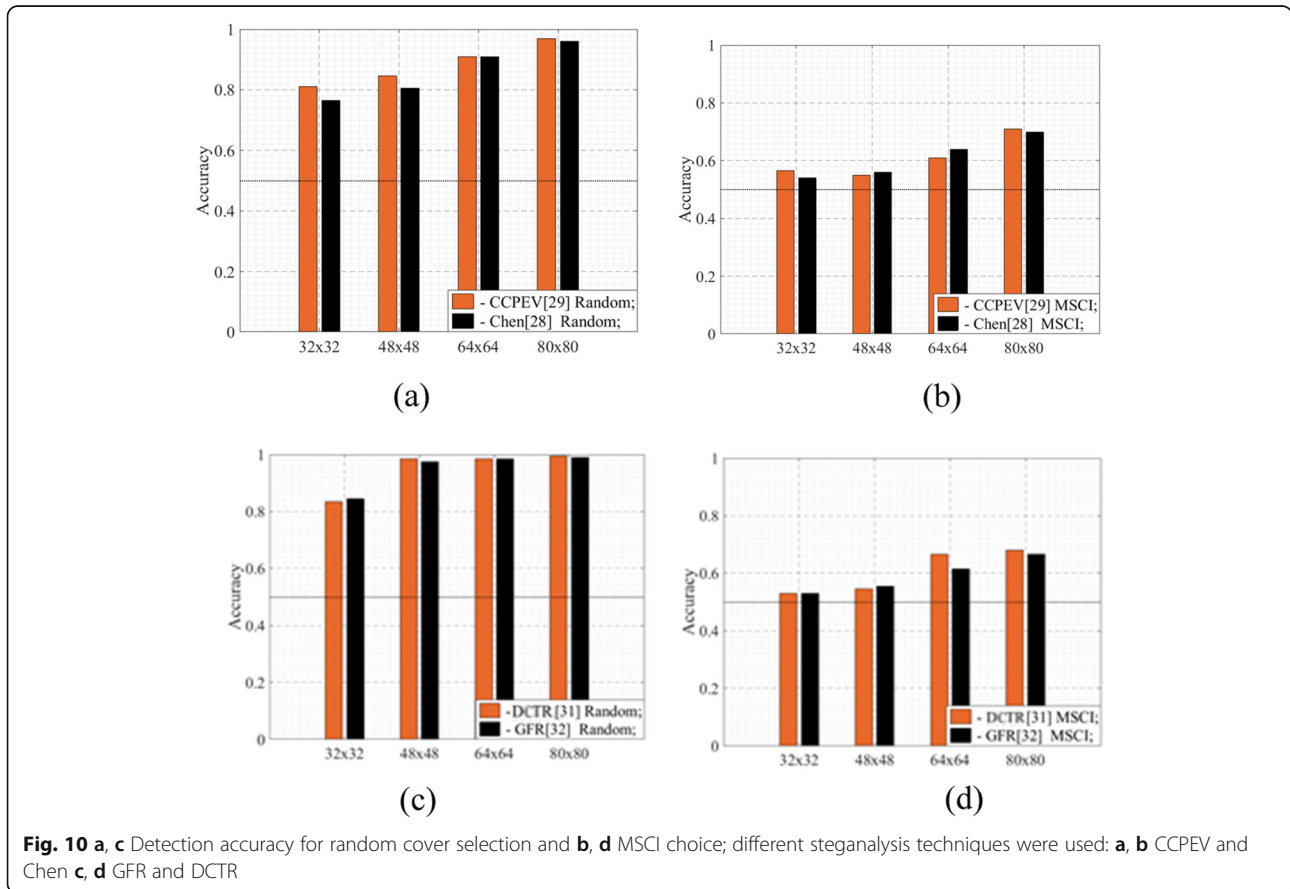 1
0.8
0.6
0.4
0.2
0
Accuracy
- CCPEV[29] Random;
- Chen[28] Random;
32x32 48x48 64x64 80x80
(a)
1
0.8
0.6
0.4
0.2
0
Accuracy
- CCPEV[29] MSCI;
- Chen[28] MSCI;
32x32 48x48 64x64 80x80
(b)
1
0.8
0.6
0.4
0.2
0
Accuracy
-DCTR[31] Random;
- GFR[32] Random;
32x32 48x48 64x64 80x80
(c)
1
0.8
0.6
0.4
0.2
0
Accuracy
- DCTR[31] MSCI;
- GFR[32] MSCI;
32x32 48x48 64x64 80x80
(d)
Fig. 10 a, c Detection accuracy for random cover selection and b, d MSCI choice; different steganalysis techniques were used: a, b CCPEV and
Chen c, d GFR and DCTR